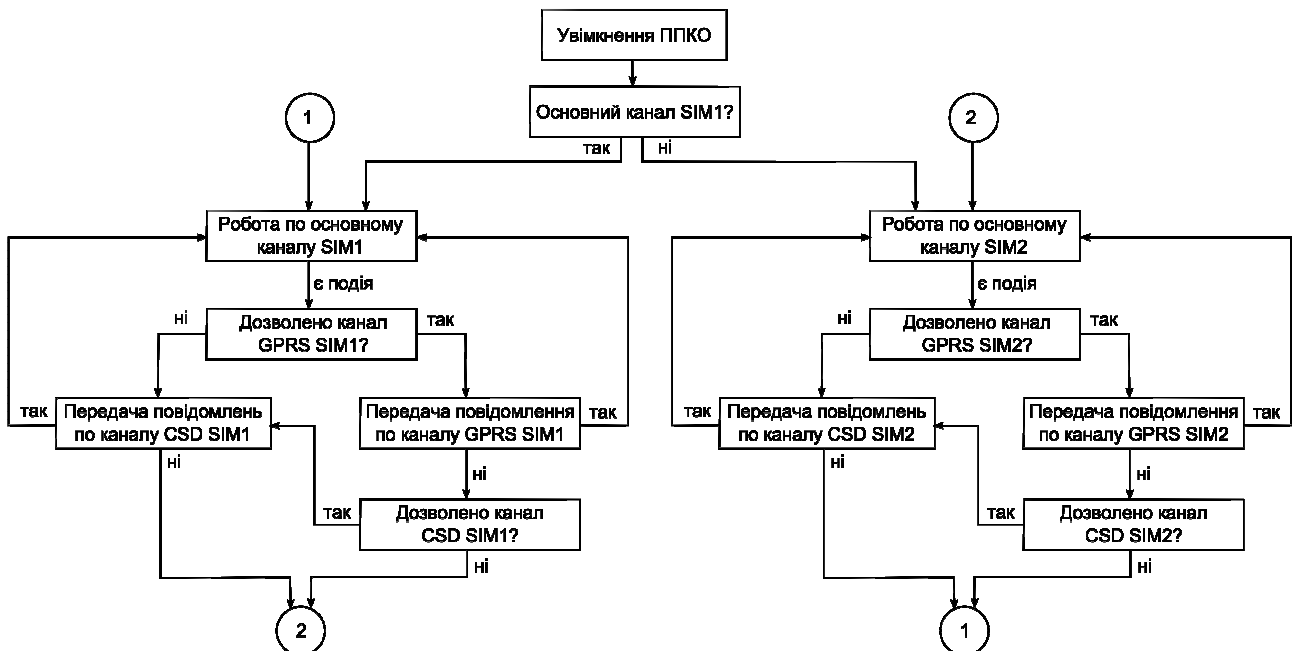 Увімкнення ППКО
Основний канал SIM1?
1
2
так
ні
Робота по основному
каналу SIM1
Робота по основному
каналу SIM2
є подія
є подія
ні
Дозволено канал
GPRS SIM1?
так
ні
Дозволено канал
GPRS SIM2?
так
так
Передача повідомлень
по каналу CSD SIM1
Передача повідомлення
по каналу GPRS SIM1
так
так
Передача повідомлень
по каналу CSD SIM2
Передача повідомлення
по каналу GPRS SIM2
так
ні
ні
ні
ні
так
Дозволено канал
CSD SIM1?
так
Дозволено канал
CSD SIM2?
ні
ні
2
1